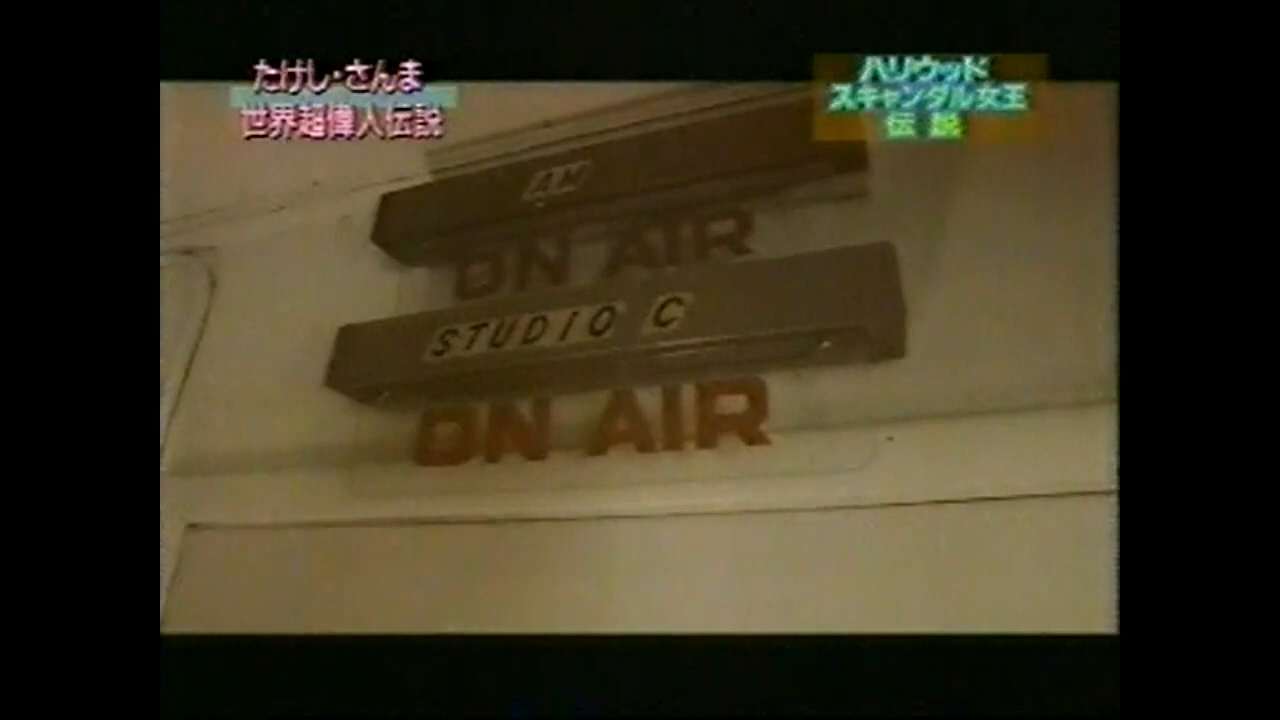 たけし・さんま
世界超偉人伝説
ハリウッド
スキャンダル女王
伝説
AM
ON AIR
STUDIO C
ON AIR